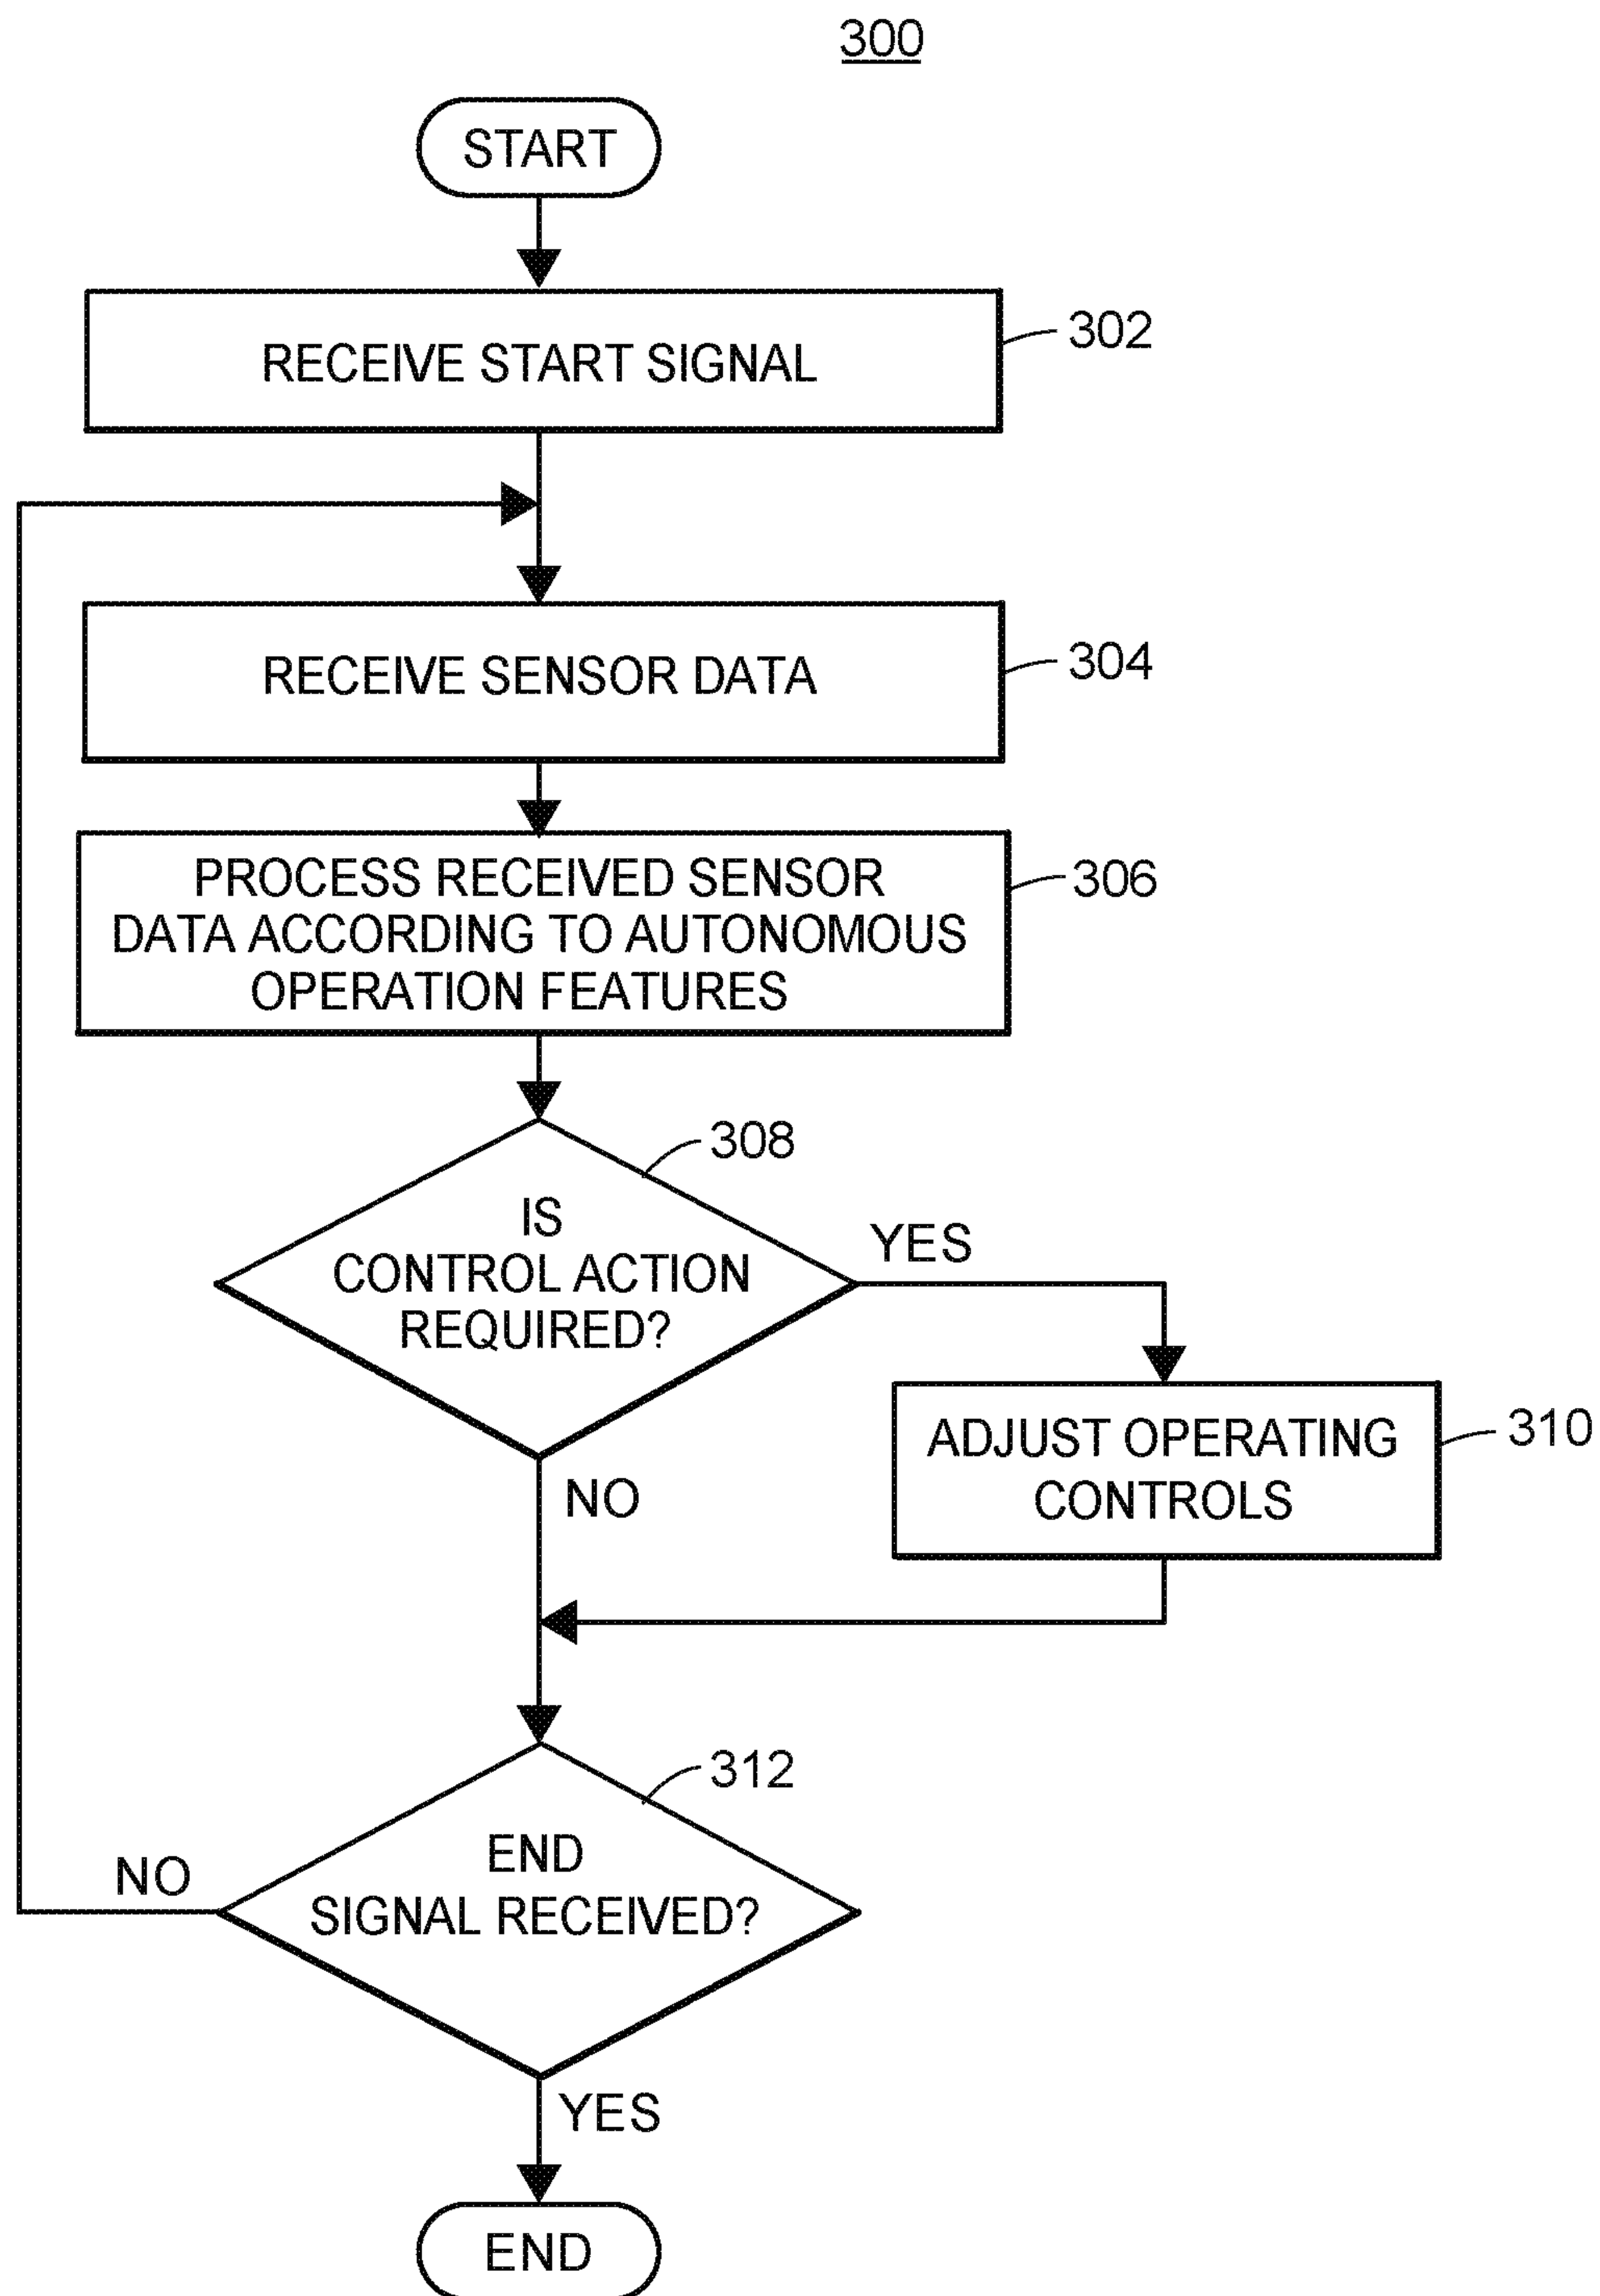 300
START
RECEIVE START SIGNAL
302
RECEIVE SENSOR DATA
304
PROCESS RECEIVED SENSOR
DATA ACCORDING TO AUTONOMOUS
OPERATION FEATURES
306
308
IS
CONTROL ACTION
REQUIRED?
YES
NO
ADJUST OPERATING
CONTROLS
310
312
END
SIGNAL RECEIVED?
NO
YES
END